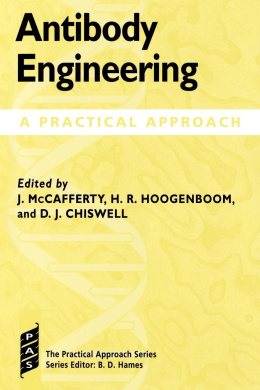 Antibody
Engineering
A PRACTICAL APPROACH
Edited by
J. McCAFFERTY, H. R. HOOGENBOOM,
and D. J. CHISWELL
PAS
The Practical Approach Series
Series Editor: B. D. Hames